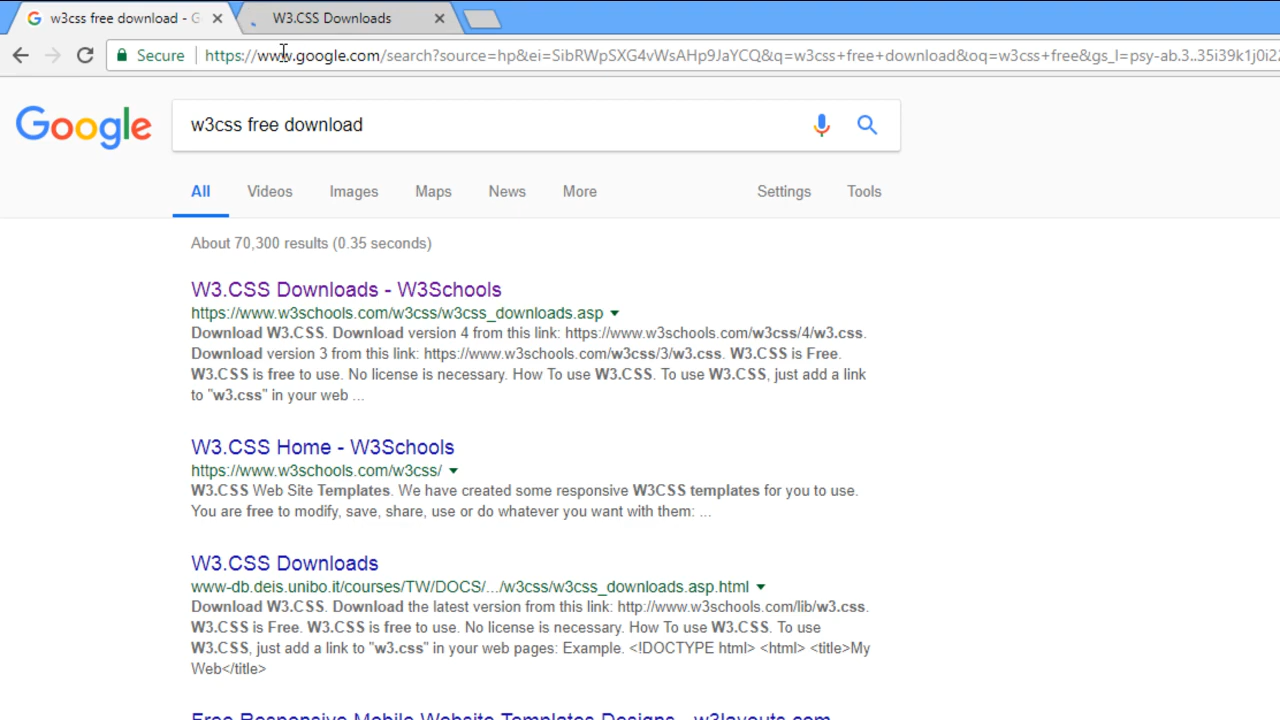 w3css free download - G
W3.CSS Downloads
Secure
https://www.google.com/search?source=hp&ei=SibRWpSXG4vWsAHp9JaYCQ&q=w3css+free+download&oq=w3css+free&gs_l=psy-ab.3..35i39k1j0i22
Google
w3css free download
All
Videos
Images
Maps
News
More
Settings
Tools
About 70,300 results (0.35 seconds)
W3.CSS Downloads - W3Schools
https://www.w3schools.com/w3css/w3css_downloads.asp
Download W3.CSS. Download version 4 from this link: https://www.w3schools.com/w3css/4/w3.css.
Download version 3 from this link: https://www.w3schools.com/w3css/3/w3.css. W3.CSS is Free.
W3.CSS is free to use. No license is necessary. How To use W3.CSS. To use W3.CSS, just add a link
to "w3.css" in your web ...
W3.CSS Home - W3Schools
https://www.w3schools.com/w3css/
W3.CSS Web Site Templates. We have created some responsive W3CSS templates for you to use.
You are free to modify, save, share, use or do whatever you want with them: ...
W3.CSS Downloads
www-db.deis.unibo.it/courses/TW/DOCS/.../w3css/w3css_downloads.asp.html
Download W3.CSS. Download the latest version from this link: http://www.w3schools.com/lib/w3.css.
W3.CSS is Free. W3.CSS is free to use. No license is necessary. How To use W3.CSS. To use
W3.CSS, just add a link to "w3.css" in your web pages: Example. <!DOCTYPE html> <html> <title>My
Web</title>
Free Responsive Mobile Website Templates Designs - w3layouts.com